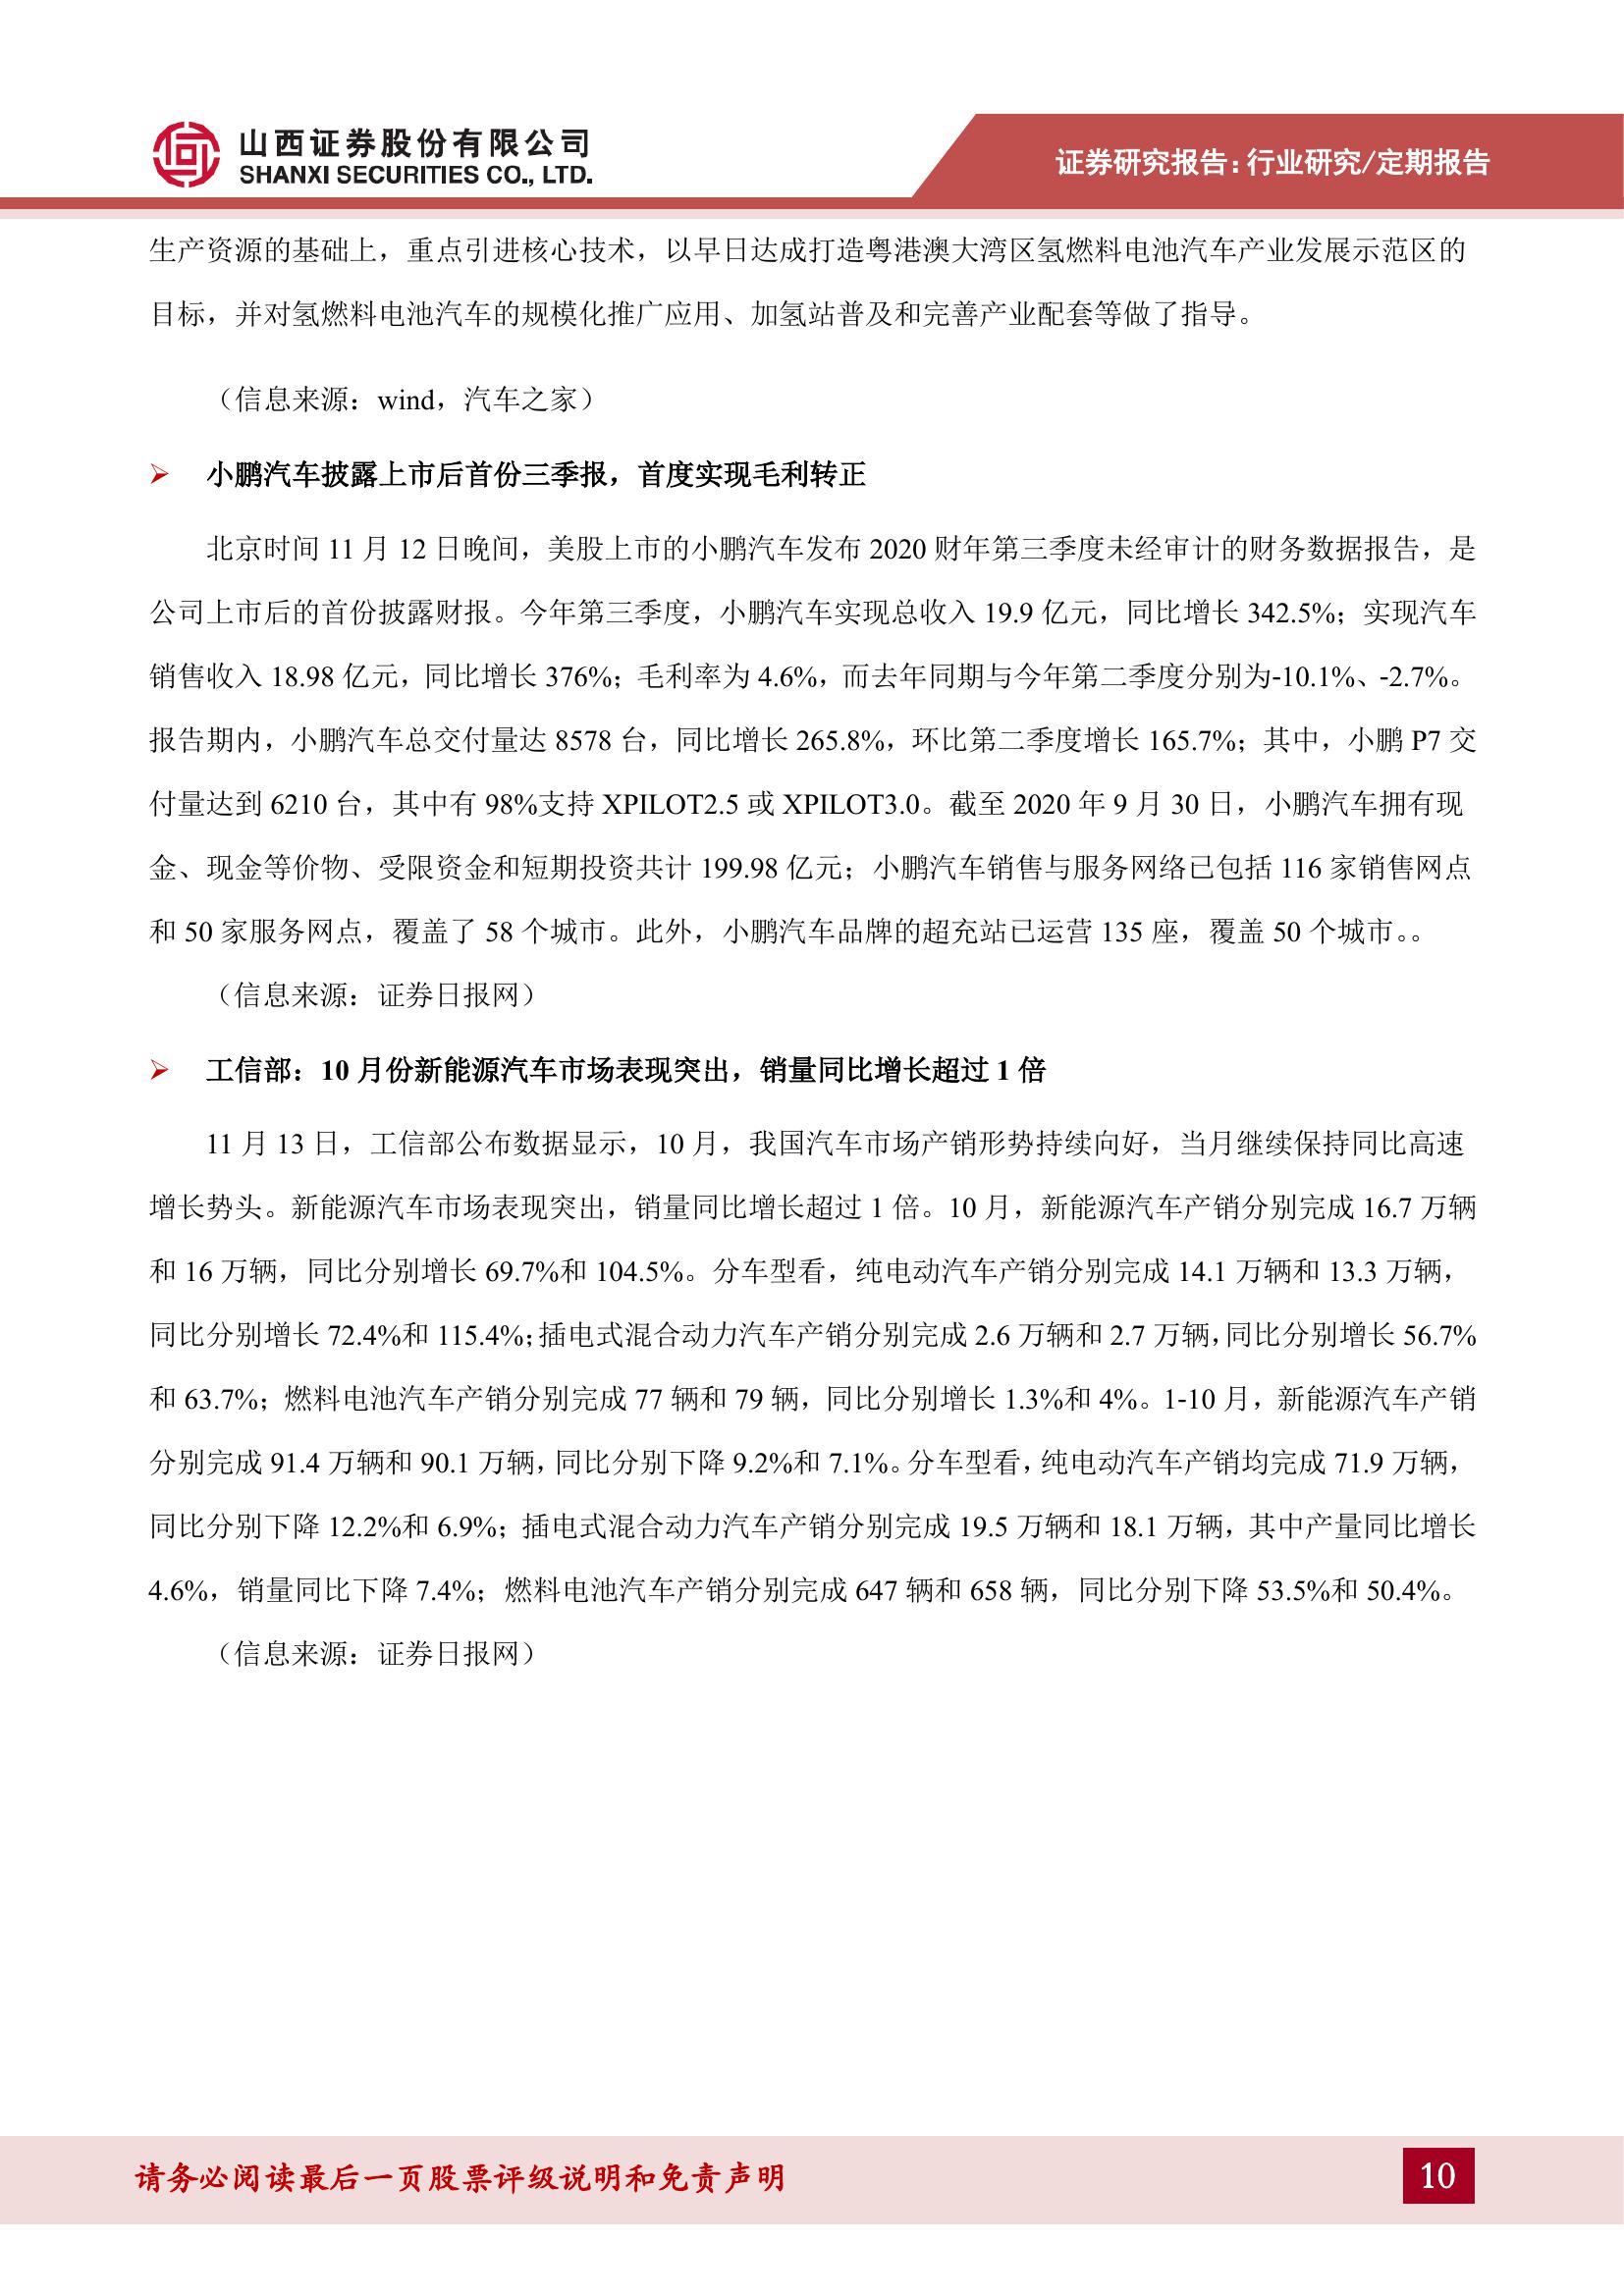 山西证券股份有限公司
SHANXI SECURITIES CO., LTD.
证券研究报告：行业研究/定期报告
生产资源的基础上，重点引进核心技术，以早日达成打造粤港澳大湾区氢燃料电池汽车产业发展示范区的
目标，并对氢燃料电池汽车的规模化推广应用、加氢站普及和完善产业配套等做了指导。
（信息来源：wind，汽车之家）
➢ 小鹏汽车披露上市后首份三季报，首度实现毛利转正
北京时间 11 月 12 日晚间，美股上市的小鹏汽车发布 2020 财年第三季度未经审计的财务数据报告，是
公司上市后的首份披露财报。今年第三季度，小鹏汽车实现总收入 19.9 亿元，同比增长 342.5%；实现汽车
销售收入 18.98 亿元，同比增长 376%；毛利率为 4.6%，而去年同期与今年第二季度分别为-10.1%、-2.7%。
报告期内，小鹏汽车总交付量达 8578 台，同比增长 265.8%，环比第二季度增长 165.7%；其中，小鹏 P7 交
付量达到 6210 台，其中有 98%支持 XPILOT2.5 或 XPILOT3.0。截至 2020 年 9 月 30 日，小鹏汽车拥有现
金、现金等价物、受限资金和短期投资共计 199.98 亿元；小鹏汽车销售与服务网络已包括 116 家销售网点
和 50 家服务网点，覆盖了 58 个城市。此外，小鹏汽车品牌的超充站已运营 135 座，覆盖 50 个城市。。
（信息来源：证券日报网）
➢ 工信部：10 月份新能源汽车市场表现突出，销量同比增长超过 1 倍
11 月 13 日，工信部公布数据显示，10 月，我国汽车市场产销形势持续向好，当月继续保持同比高速
增长势头。新能源汽车市场表现突出，销量同比增长超过 1 倍。10 月，新能源汽车产销分别完成 16.7 万辆
和 16 万辆，同比分别增长 69.7%和 104.5%。分车型看，纯电动汽车产销分别完成 14.1 万辆和 13.3 万辆，
同比分别增长 72.4%和 115.4%；插电式混合动力汽车产销分别完成 2.6 万辆和 2.7 万辆，同比分别增长 56.7%
和 63.7%；燃料电池汽车产销分别完成 77 辆和 79 辆，同比分别增长 1.3%和 4%。1-10 月，新能源汽车产销
分别完成 91.4 万辆和 90.1 万辆，同比分别下降 9.2%和 7.1%。分车型看，纯电动汽车产销均完成 71.9 万辆，
同比分别下降 12.2%和 6.9%；插电式混合动力汽车产销分别完成 19.5 万辆和 18.1 万辆，其中产量同比增长
4.6%，销量同比下降 7.4%；燃料电池汽车产销分别完成 647 辆和 658 辆，同比分别下降 53.5%和 50.4%。
（信息来源：证券日报网）
请务必阅读最后一页股票评级说明和免责声明
10